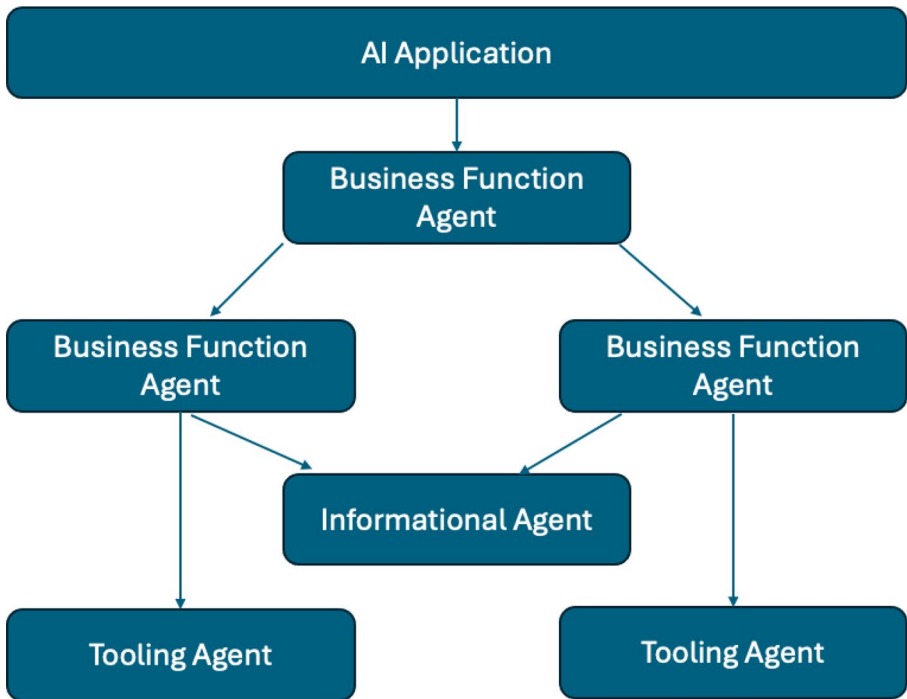 AI Application
Business Function
Agent
Business Function
Agent
Business Function
Agent
Informational Agent
Tooling Agent
Tooling Agent